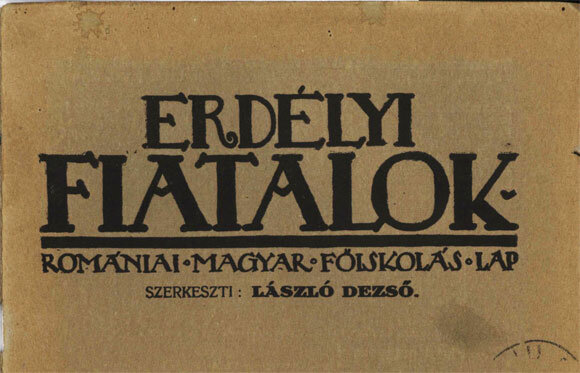 ERDÉLYI
FIATALOK
ROMÁNIAI • MAGYAR • FŐISKOLÁS • LAP
SZERKESZTI: LÁSZLÓ DEZSŐ.